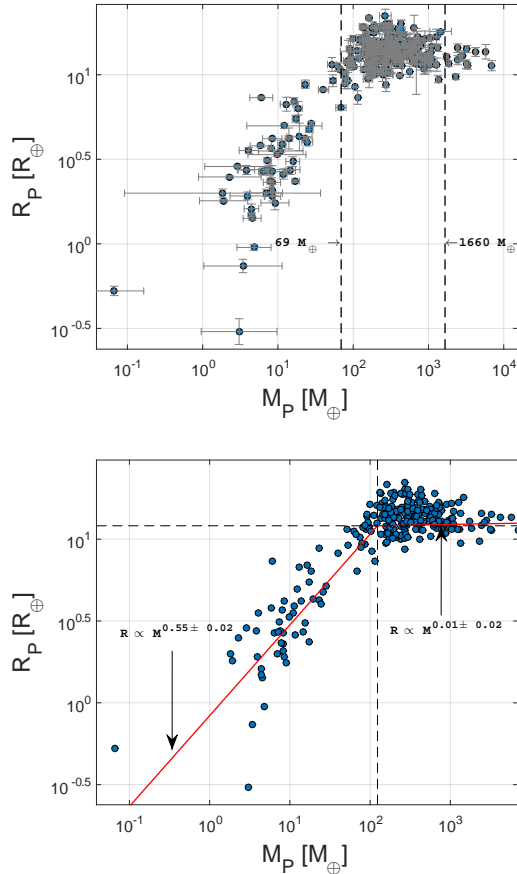 10^1
10^0.5
10^0
10^-0.5
R_P [R_⊕]
69 M_⊕
1660 M_⊕
10^-1 10^0 10^1 10^2 10^3 10^4
M_P [M_⊕]
10^1
10^0.5
10^0
10^-0.5
R_P [R_⊕]
R ∝ M^0.55± 0.02
R ∝ M^0.01± 0.02
10^-1 10^0 10^1 10^2 10^3
M_P [M_⊕]